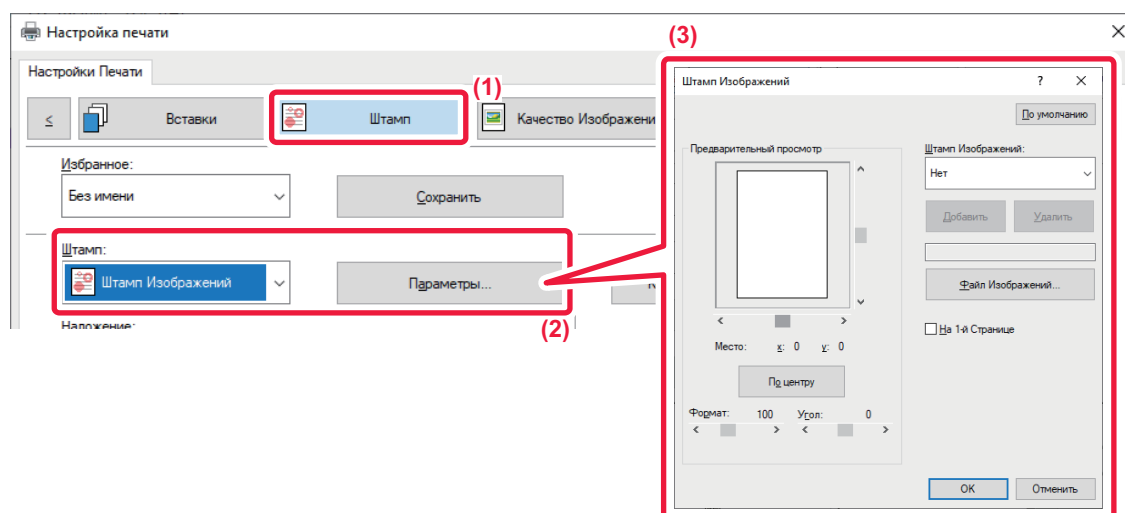 Настройка печати
Настройки Печати
(1)
≤ Вставки Штамп Качество Изображени
Избранное:
Без имени Сохранить
Штамп:
Штамп Изображений Параметры...
(2)
Наложение:
(3)
Штамп Изображений ? ×
По умолчанию
Предварительный просмотр
Место: x: 0 y: 0
По центру
Формат: 100 Угол: 0
Штамп Изображений:
Нет
Добавить Удалить
Файл Изображений...
На 1-й Странице
OK Отменить